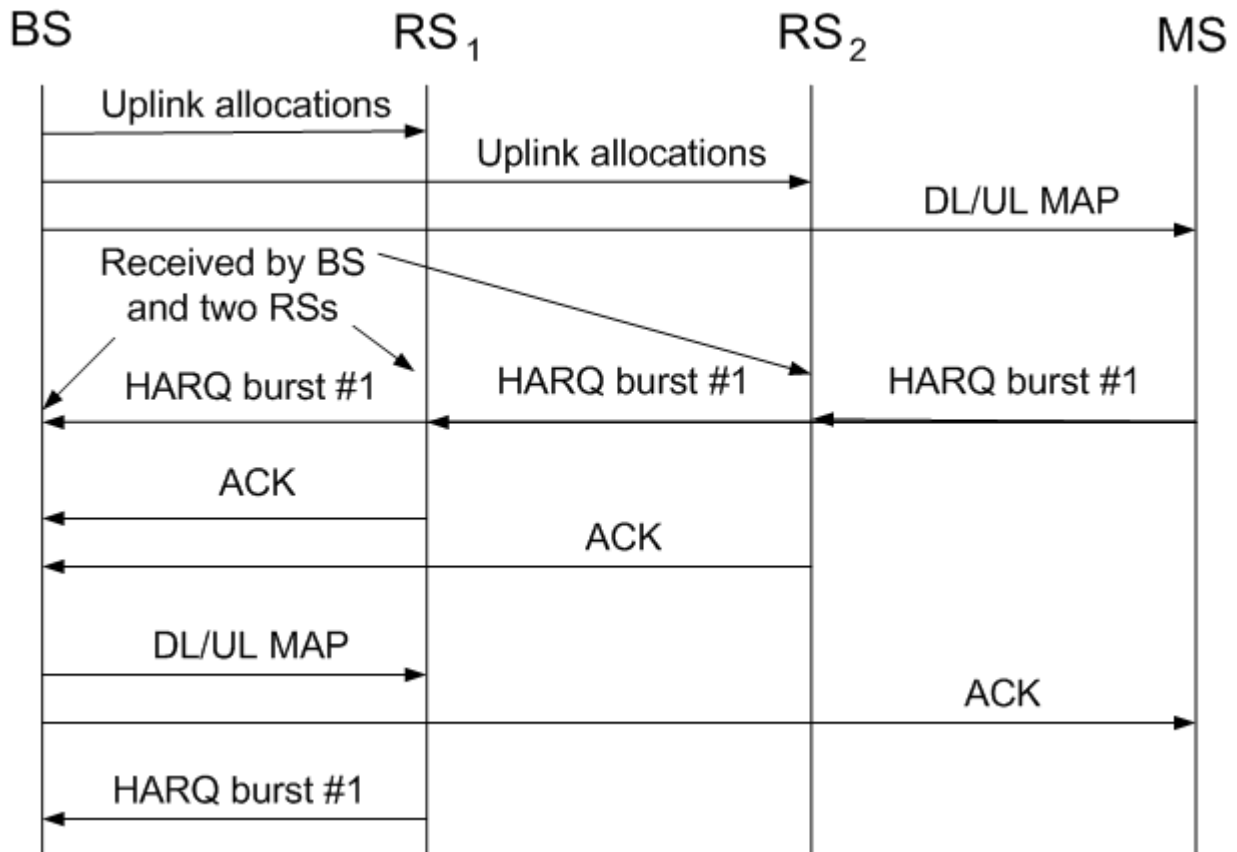 BS RS1 RS2 MS
Uplink allocations
Uplink allocations
DL/UL MAP
Received by BS
and two RSs
HARQ burst #1 HARQ burst #1 HARQ burst #1
ACK
ACK
DL/UL MAP
ACK
HARQ burst #1